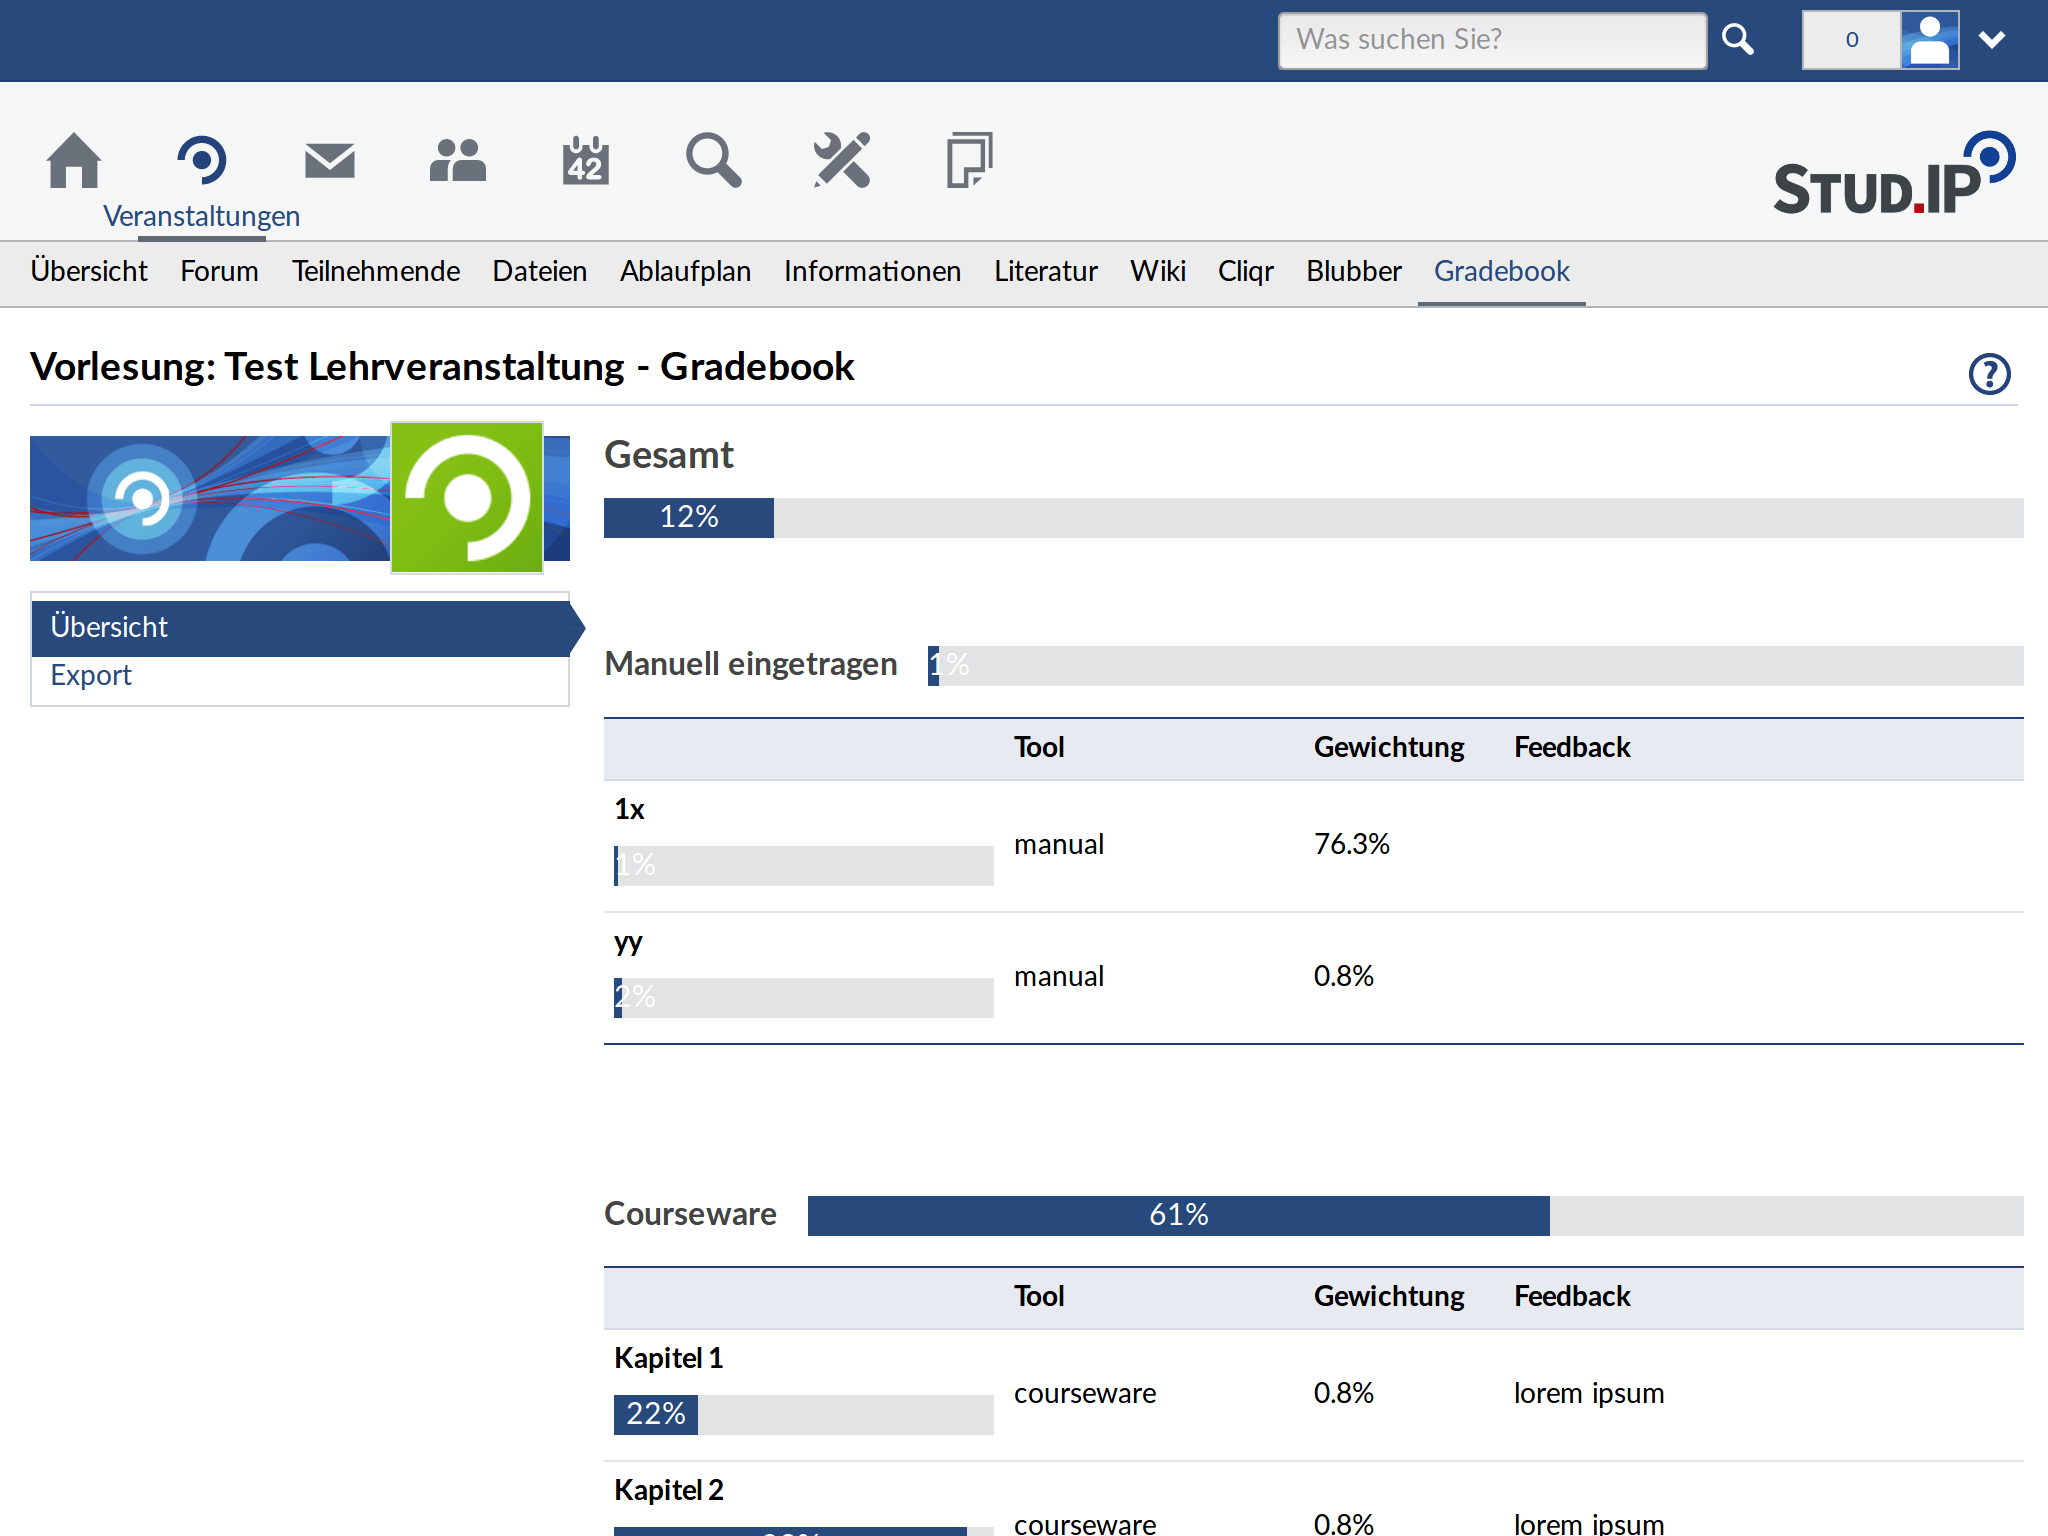 Was suchen Sie?
0
42
Veranstaltungen
STUD.IP
Übersicht Forum Teilnehmende Dateien Ablaufplan Informationen Literatur Wiki Cliqr Blubber Gradebook
Vorlesung: Test Lehrveranstaltung - Gradebook
?
Gesamt
12%
Übersicht
Export
Manuell eingetragen 1%
Tool Gewichtung Feedback
1x
1%
manual 76.3%
yy
2%
manual 0.8%
Courseware 61%
Tool Gewichtung Feedback
Kapitel 1
22%
courseware 0.8% lorem ipsum
Kapitel 2
courseware 0.8% lorem ipsum